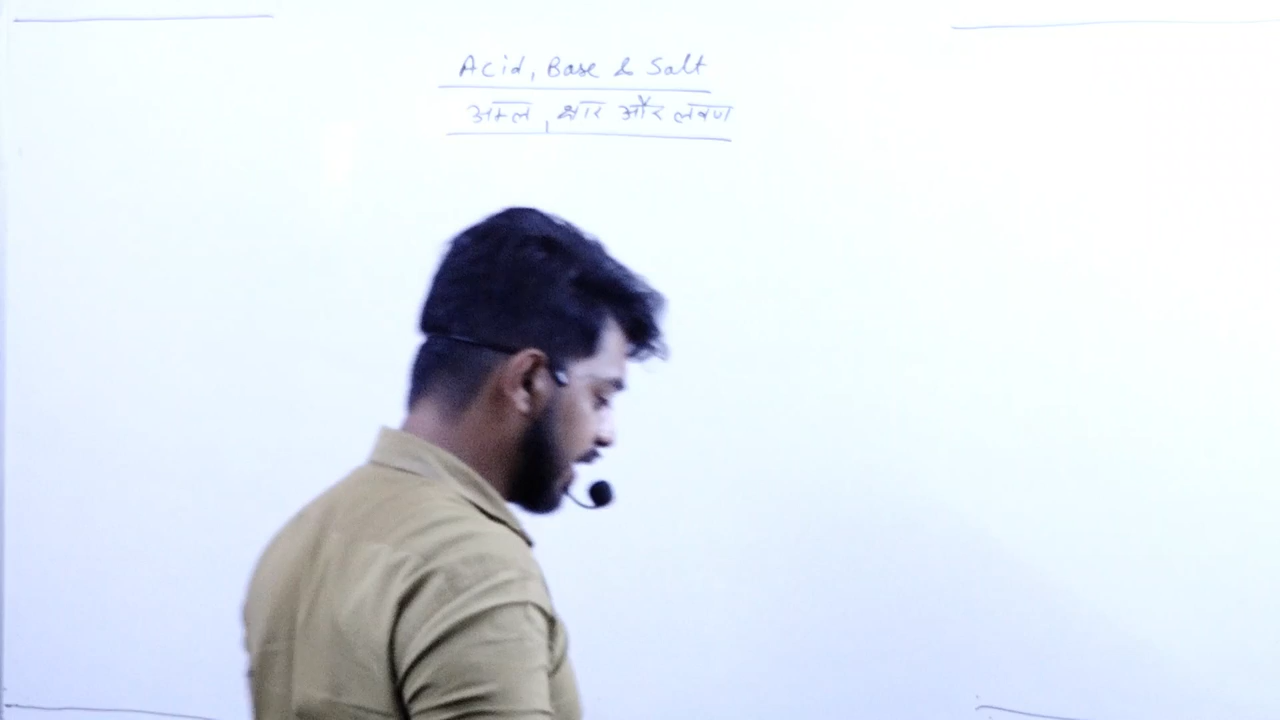 Acid, Base & Salt
अम्ल, क्षार और लवण